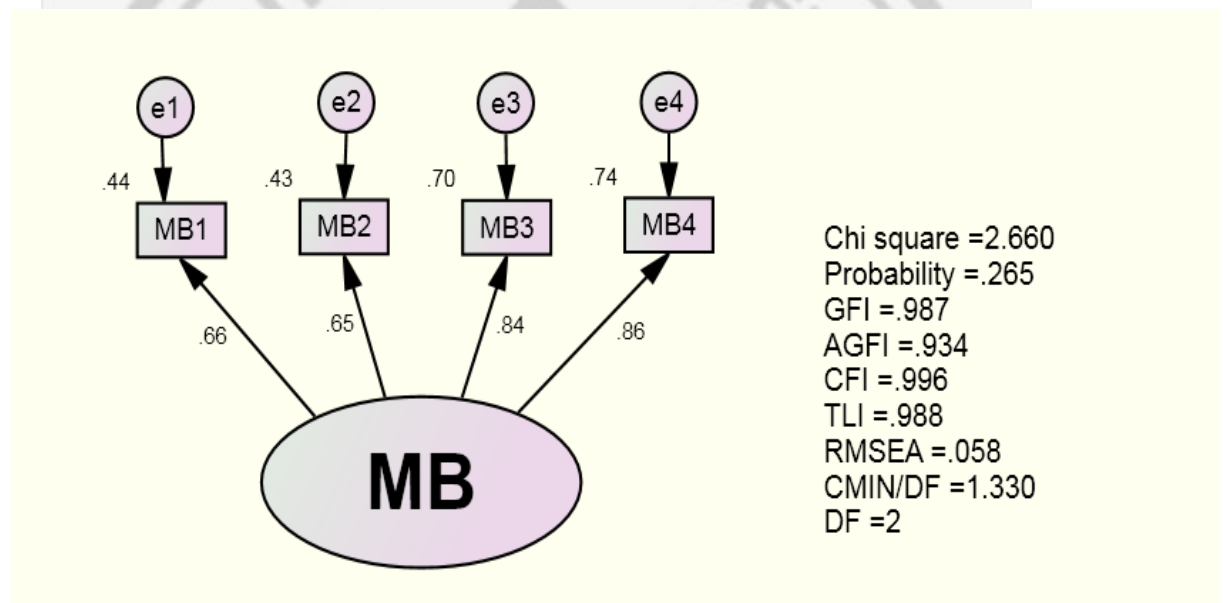 e1
e2
e3
e4
.44
.43
.70
.74
MB1
MB2
MB3
MB4
.66
.65
.84
.86
MB
Chi square =2.660
Probability =.265
GFI =.987
AGFI =.934
CFI =.996
TLI =.988
RMSEA =.058
CMIN/DF =1.330
DF =2